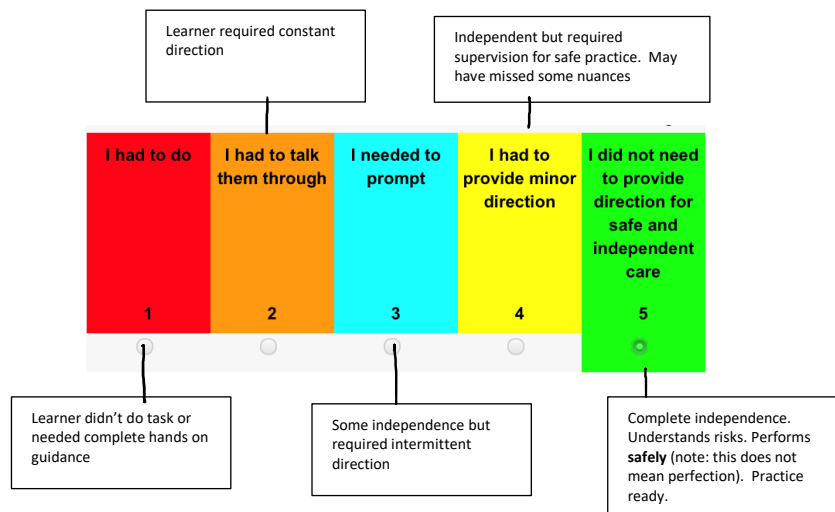 Learner required constant
direction
Independent but required
supervision for safe practice.  May
have missed some nuances
I had to do
1
I had to talk
them through
2
I needed to
prompt
3
I had to
provide minor
direction
4
I did not need
to provide
direction for
safe and
independent
care
5
Learner didn’t do task or
needed complete hands on
guidance
Some independence but
required intermittent
direction
Complete independence.
Understands risks. Performs
safely (note: this does not
mean perfection).  Practice
ready.